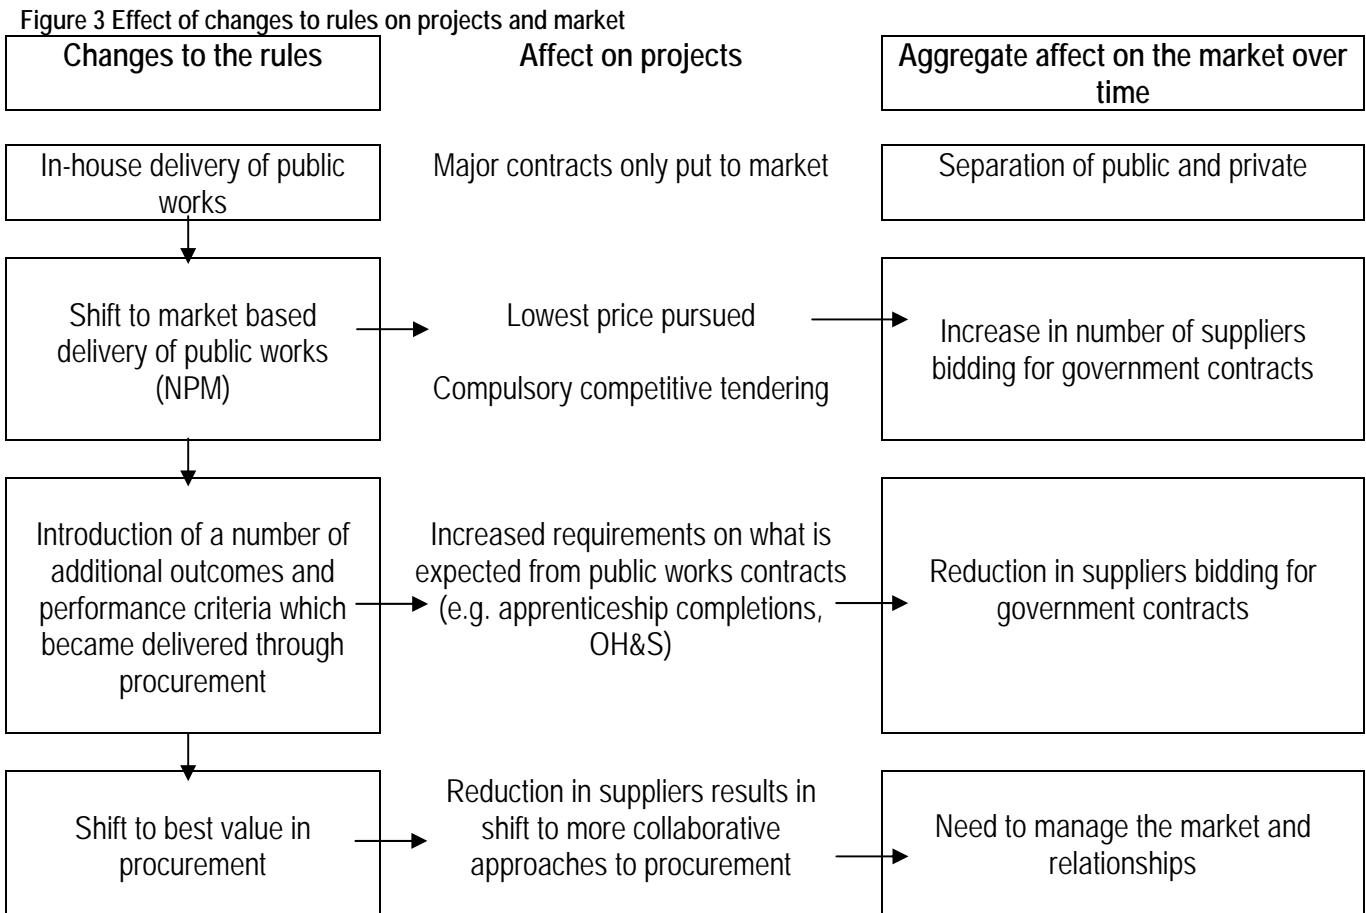 Figure 3 Effect of changes to rules on projects and market
Changes to the rules
Affect on projects
Aggregate affect on the market over
time
In-house delivery of public
works
Major contracts only put to market
Separation of public and private
Shift to market based
delivery of public works
(NPM)
Lowest price pursued
Compulsory competitive tendering
Increase in number of suppliers
bidding for government contracts
Introduction of a number of
additional outcomes and
performance criteria which
became delivered through
procurement
Increased requirements on what is
expected from public works contracts
(e.g. apprenticeship completions,
OH&S)
Reduction in suppliers bidding for
government contracts
Shift to best value in
procurement
Reduction in suppliers results in
shift to more collaborative
approaches to procurement
Need to manage the market and
relationships